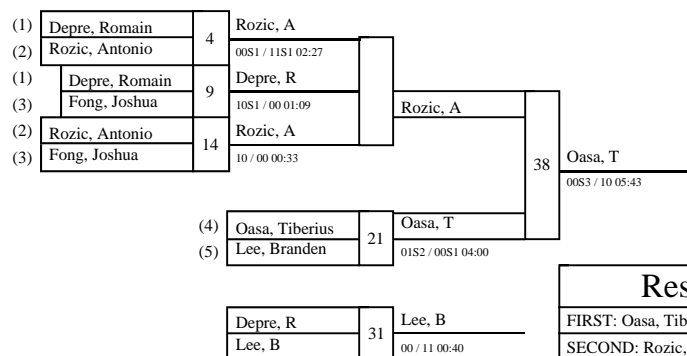 (1) Depre, Romain 4 Rozic, A
(2) Rozic, Antonio 00S1 / 11S1 02:27
(1) Depre, Romain 9 Depre, R
(3) Fong, Joshua 10S1 / 00 01:09
Rozic, A
(2) Rozic, Antonio 14 Rozic, A
(3) Fong, Joshua 10 / 00 00:33
38 Oasa, T
00S3 / 10 05:43
(4) Oasa, Tiberius 21 Oasa, T
(5) Lee, Branden 01S2 / 00S1 04:00
Res
Depre, R 31 Lee, B
Lee, B 00 / 11 00:40
FIRST: Oasa, Tib
SECOND: Rozic,